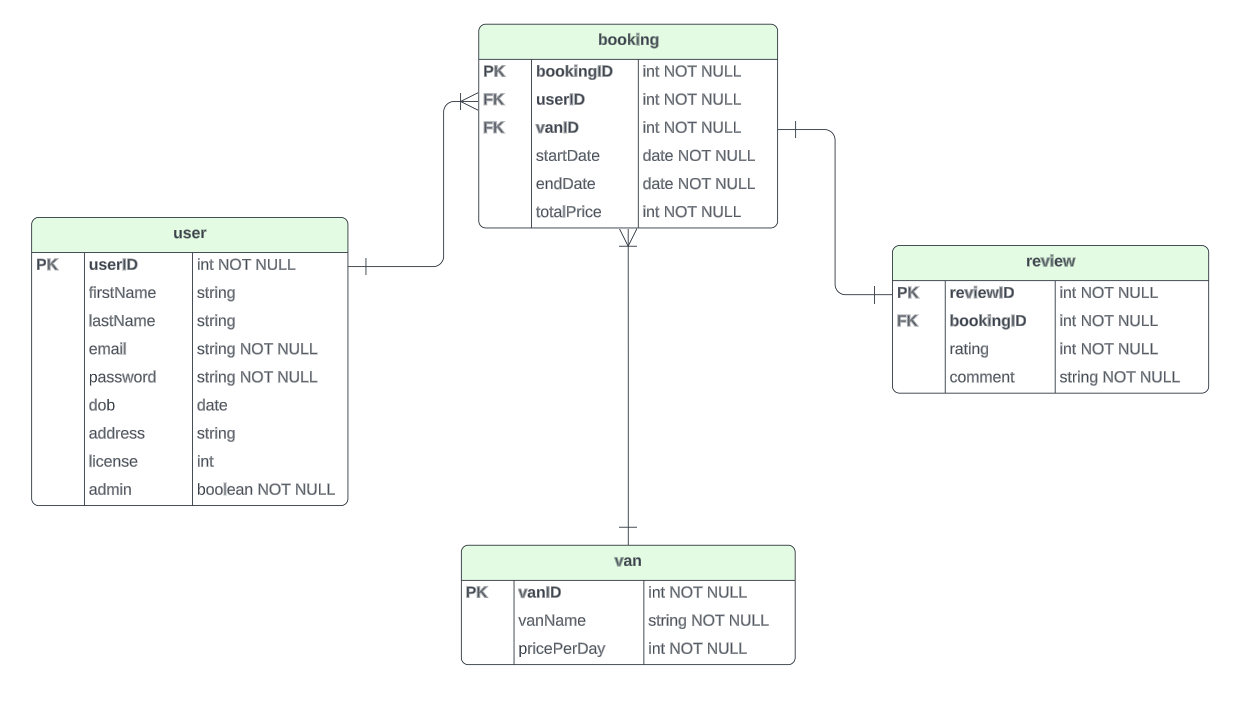 booking
PK bookingID int NOT NULL
FK userID int NOT NULL
FK vanID int NOT NULL
startDate date NOT NULL
endDate date NOT NULL
totalPrice int NOT NULL
user
PK userID int NOT NULL
firstName string
lastName string
email string NOT NULL
password string NOT NULL
dob date
address string
license int
admin boolean NOT NULL
review
PK reviewID int NOT NULL
FK bookingID int NOT NULL
rating int NOT NULL
comment string NOT NULL
van
PK vanID int NOT NULL
vanName string NOT NULL
pricePerDay int NOT NULL